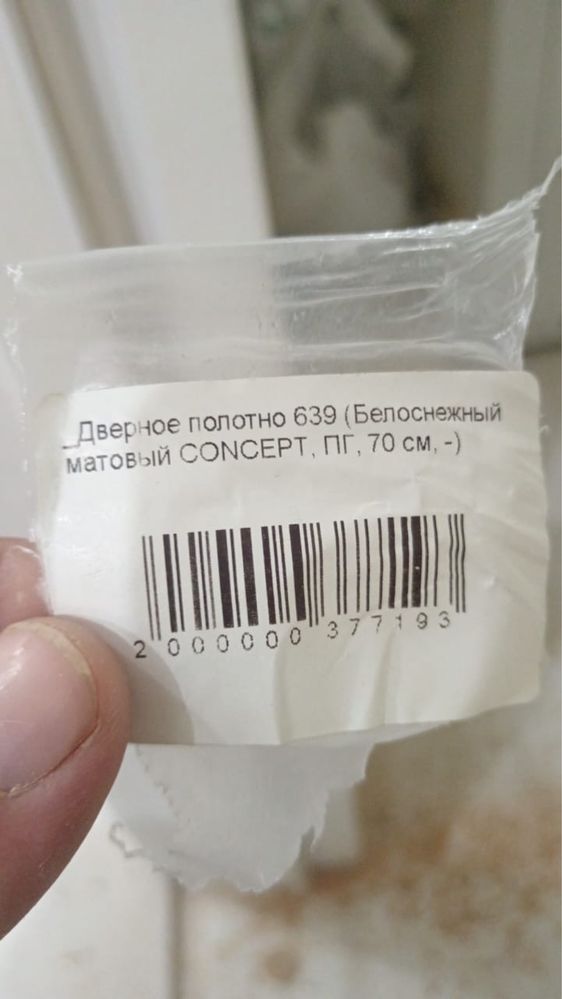 _Дверное полотно 639 (Белоснежный
матовый CONCEPT, ПГ, 70 см, -)
2 000000 377193